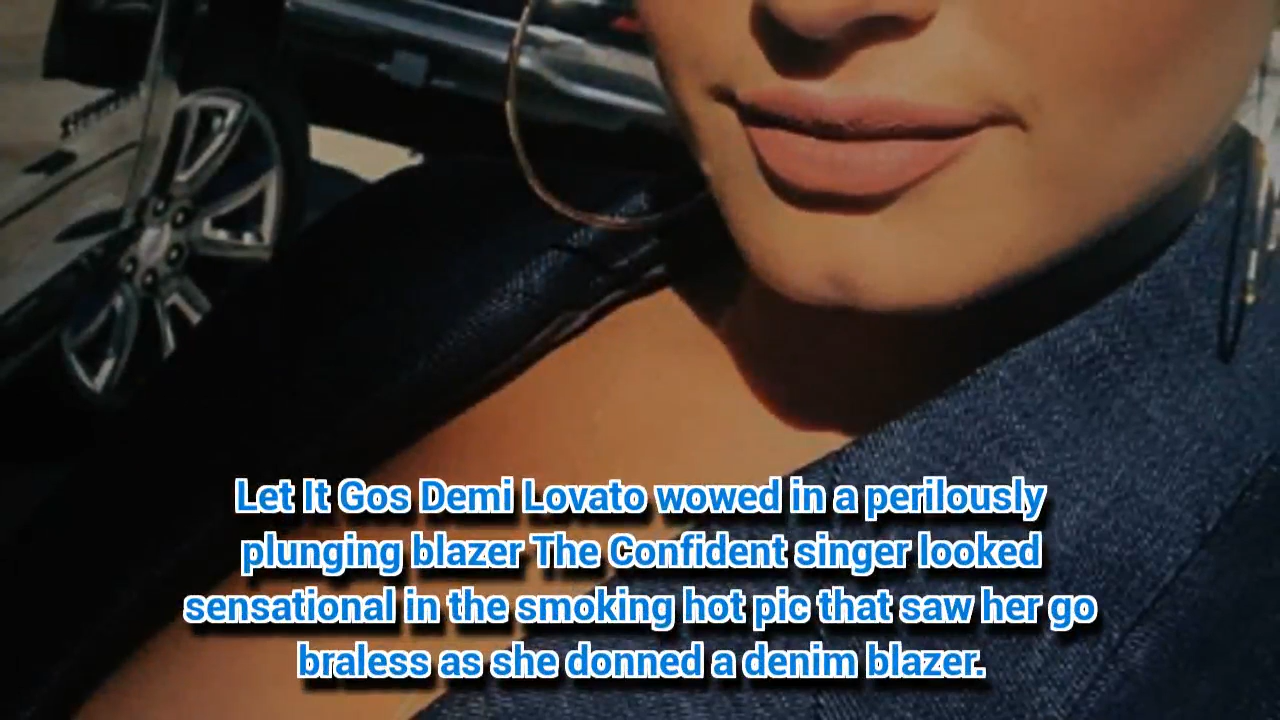 Let It Gos Demi Lovato wowed in a perilously
plunging blazer The Confident singer looked
sensational in the smoking hot pic that saw her go
braless as she donned a denim blazer.